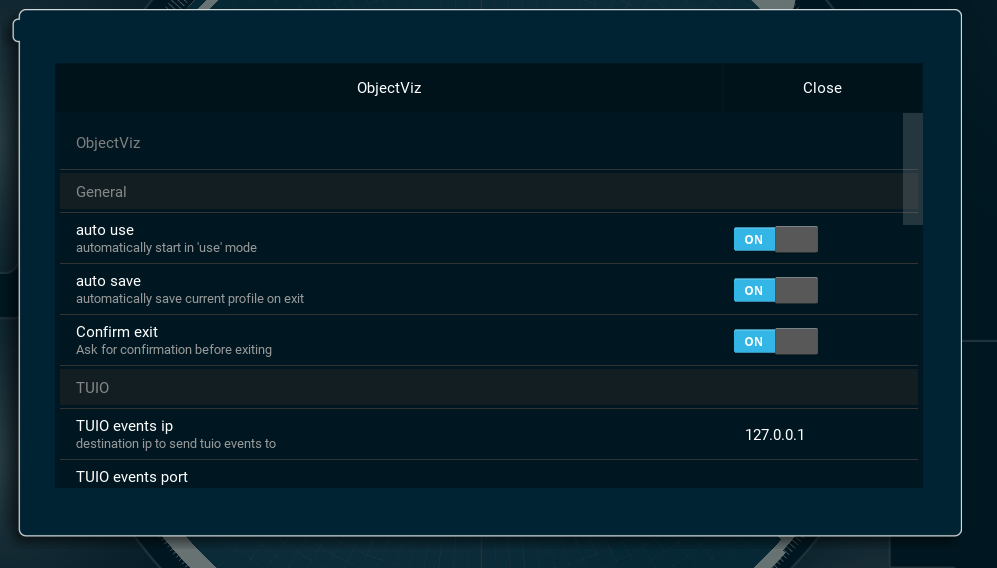 ObjectViz
Close
ObjectViz
General
auto use
automatically start in 'use' mode
ON
auto save
automatically save current profile on exit
ON
Confirm exit
Ask for confirmation before exiting
ON
TUIO
TUIO events ip
destination ip to send tuio events to
127.0.0.1
TUIO events port